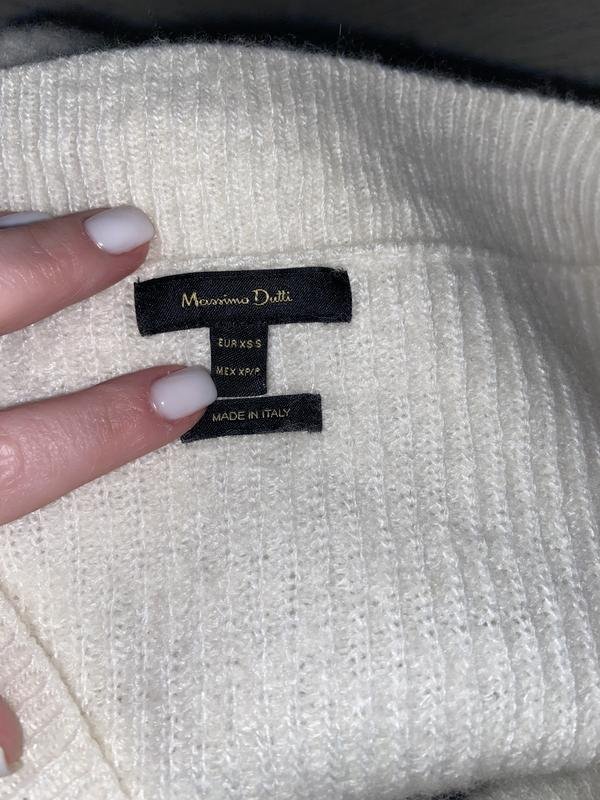 Massimo Dutti
EUR XS S
MEX XP/P
MADE IN ITALY